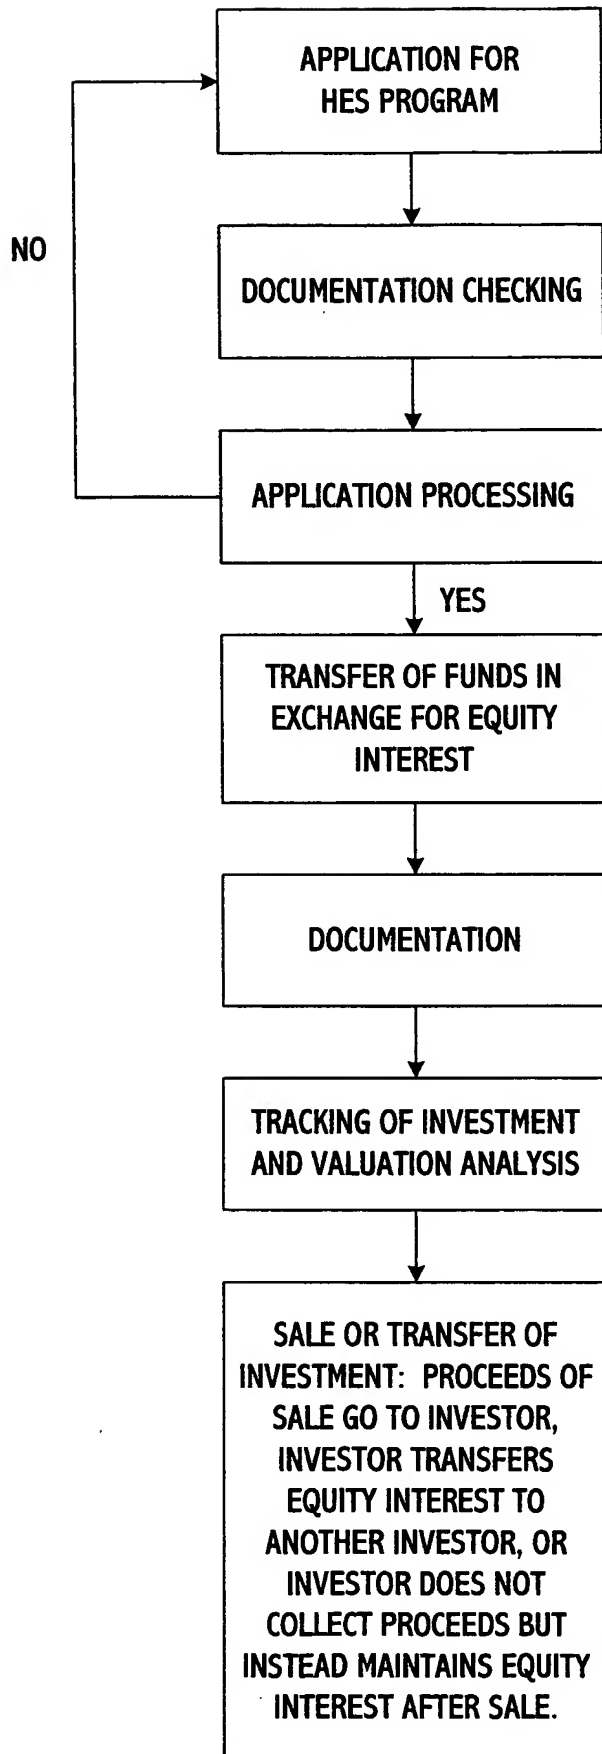 APPLICATION FOR
HES PROGRAM
NO
DOCUMENTATION CHECKING
APPLICATION PROCESSING
YES
TRANSFER OF FUNDS IN
EXCHANGE FOR EQUITY
INTEREST
DOCUMENTATION
TRACKING OF INVESTMENT
AND VALUATION ANALYSIS
SALE OR TRANSFER OF
INVESTMENT: PROCEEDS OF
SALE GO TO INVESTOR,
INVESTOR TRANSFERS
EQUITY INTEREST TO
ANOTHER INVESTOR, OR
INVESTOR DOES NOT
COLLECT PROCEEDS BUT
INSTEAD MAINTAINS EQUITY
INTEREST AFTER SALE.